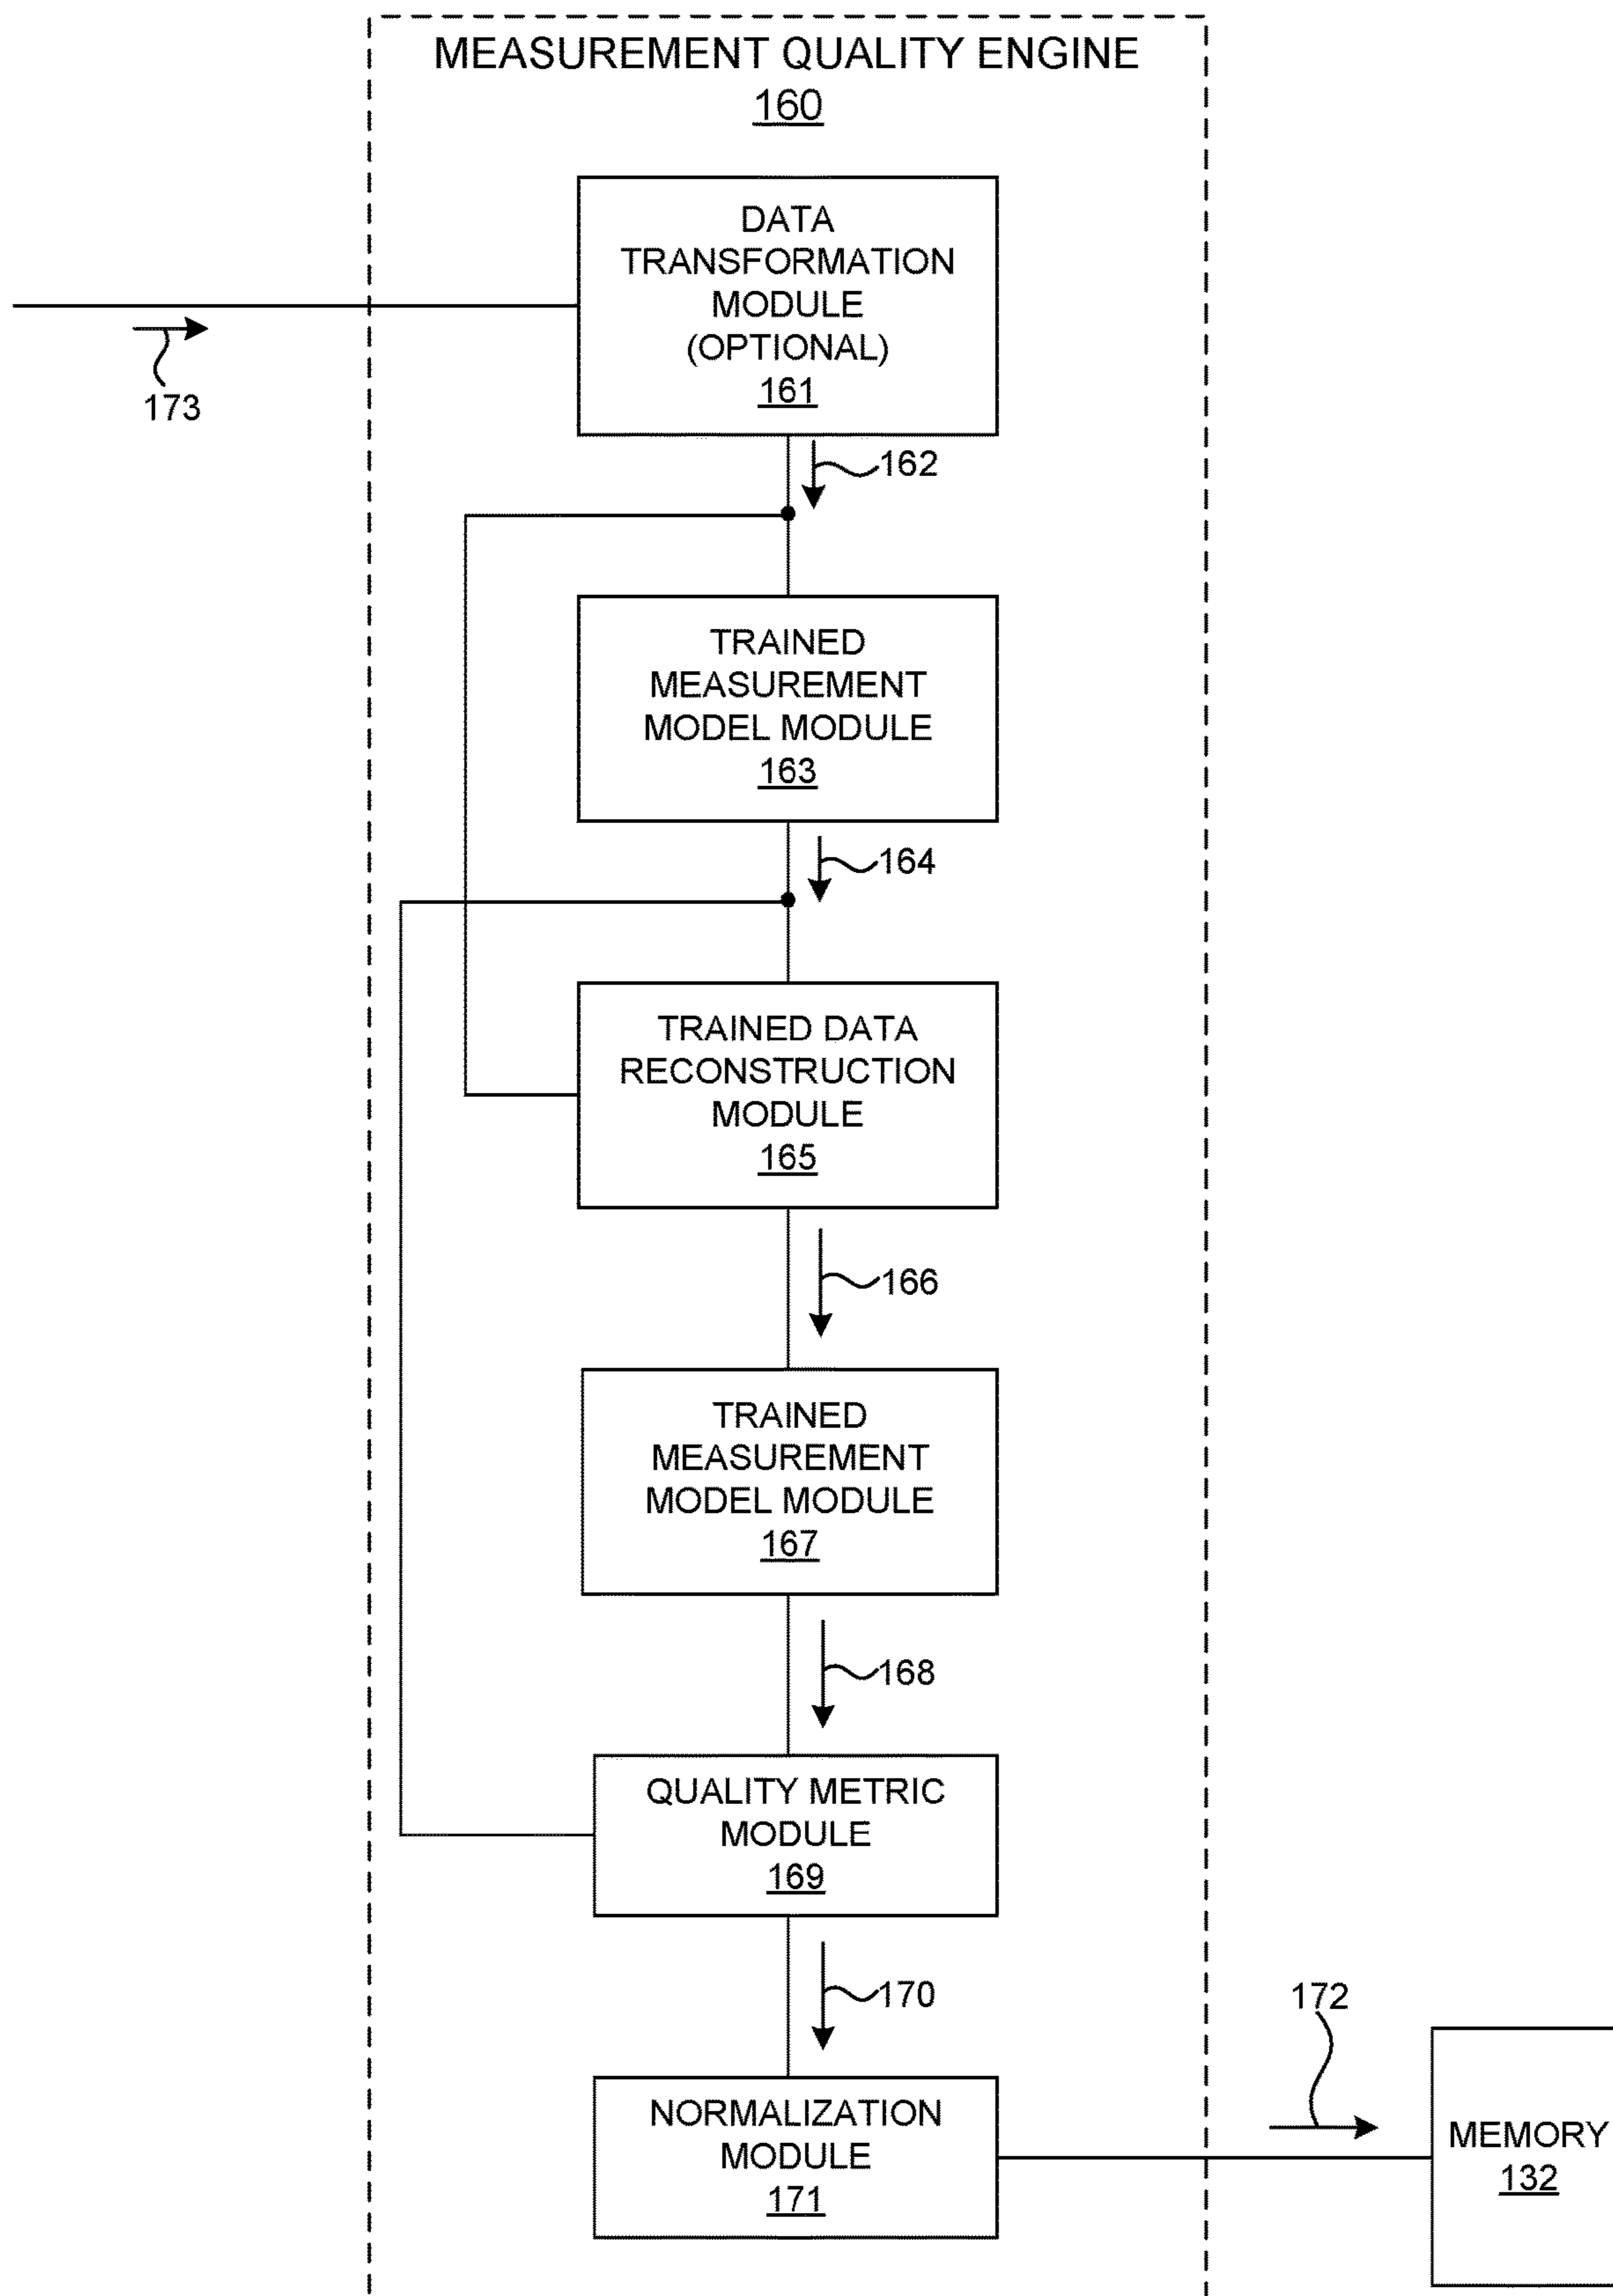 MEASUREMENT QUALITY ENGINE
160
DATA
TRANSFORMATION
MODULE
(OPTIONAL)
161
173
162
TRAINED
MEASUREMENT
MODEL MODULE
163
164
TRAINED DATA
RECONSTRUCTION
MODULE
165
166
TRAINED
MEASUREMENT
MODEL MODULE
167
168
QUALITY METRIC
MODULE
169
170
172
NORMALIZATION
MODULE
171
MEMORY
132